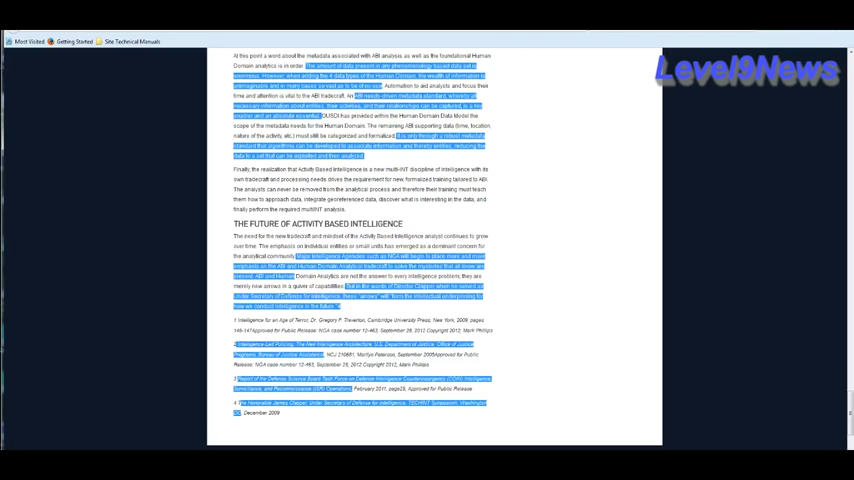 Most Visited Getting Started Site Technical Manuals
Level9News
At this point a word about the metadata associated with ABI analysis as well as the foundational Human
Domain analytics is in order. The amount of data present in any phenomenology based data set is
enormous. However, when adding the 4 data types of the Human Domain, the wealth of information is
unimaginable and in many cases so vast as to be of no use. Automation to aid analysts and focus their
time and attention is vital to the ABI tradecraft. An ABI needs-driven metadata standard, whereby all
necessary information about entities, their activities, and their relationships can be captured, is a key
enabler and an absolute essential. OUSDI has provided within the Human Domain Data Model the
scope of the metadata needs for the Human Domain. The remaining ABI supporting data (time, location,
nature of the activity, etc.) must still be categorized and formalized. It is only through a robust metadata
standard that algorithms can be developed to associate information and thereby entities, reducing the
data to a set that can be exploited and then analyzed.
Finally, the realization that Activity Based Intelligence is a new multi-INT discipline of intelligence with its
own tradecraft and processing needs drives the requirement for new, formalized training tailored to ABI.
The analysts can never be removed from the analytical process and therefore their training must teach
them how to approach data, integrate georeferenced data, discover what is interesting in the data, and
finally perform the required multiINT analysis.
THE FUTURE OF ACTIVITY BASED INTELLIGENCE
The need for the new tradecraft and mindset of the Activity Based Intelligence analyst continues to grow
over time. The emphasis on individual entities or small units has emerged as a dominant concern for
the analytical community. Major Intelligence Agencies such as NGA will begin to place more and more
emphasis on the ABI and Human Domain Analytical tradecraft to solve the mysteries that all know are
present. ABI and Human Domain Analytics are not the answer to every intelligence problem; they are
merely new arrows in a quiver of capabilities. But in the words of Director Clapper when he served as
Under Secretary of Defense for Intelligence, these "arrows" will "form the intellectual underpinning for
how we conduct intelligence in the future."4
1 Intelligence for an Age of Terror, Dr. Gregory F. Treverton, Cambridge University Press, New York, 2009, pages
146-147Approved for Public Release: NGA case number 12-463, September 26, 2012 Copyright 2012; Mark Phillips
2 Intelligence-Led Policing: The New Intelligence Architecture, U.S. Department of Justice, Office of Justice
Programs, Bureau of Justice Assistance, NCJ 210681, Marilyn Peterson, September 2005Approved for Public
Release: NGA case number 12-463, September 26, 2012 Copyright 2012, Mark Phillips
3 Report of the Defense Science Board Task Force on Defense Intelligence Counterinsurgency (COIN) Intelligence,
Surveillance, and Reconnaissance (ISR) Operations, February 2011, page29, Approved for Public Release
4 The Honorable James Clapper, Under Secretary of Defense for Intelligence, TECHINT Symposium, Washington
DC, December 2009